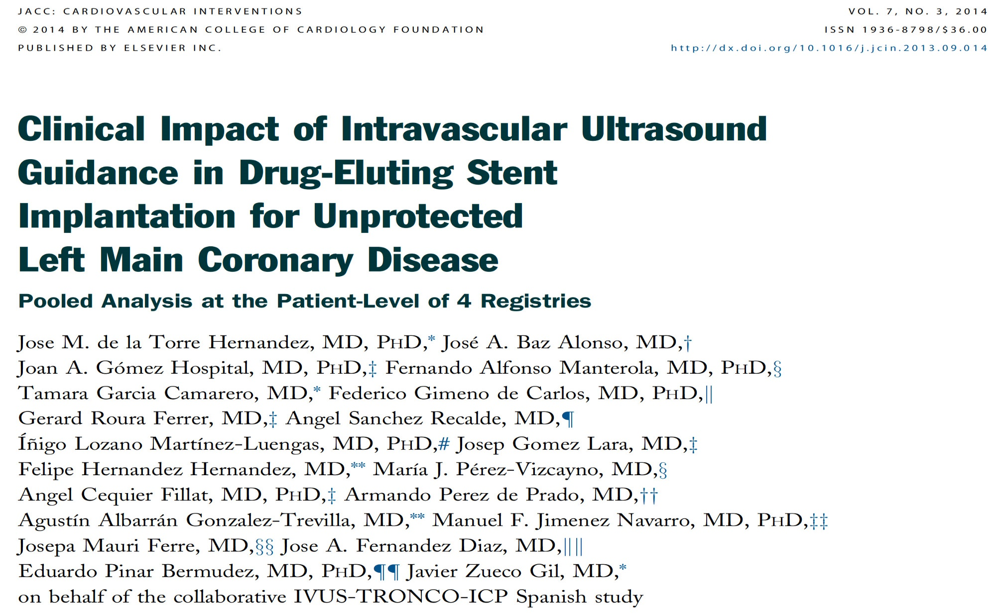 JACC: CARDIOVASCULAR INTERVENTIONS
© 2014 BY THE AMERICAN COLLEGE OF CARDIOLOGY FOUNDATION
PUBLISHED BY ELSEVIER INC.
VOL. 7, NO. 3, 2014
ISSN 1936-8798/$36.00
http://dx.doi.org/10.1016/j.jcin.2013.09.014
Clinical Impact of Intravascular Ultrasound
Guidance in Drug-Eluting Stent
Implantation for Unprotected
Left Main Coronary Disease
Pooled Analysis at the Patient-Level of 4 Registries
Jose M. de la Torre Hernandez, MD, PHD,* José A. Baz Alonso, MD,†
Joan A. Gómez Hospital, MD, PHD,‡ Fernando Alfonso Manterola, MD, PHD,§
Tamara Garcia Camarero, MD,* Federico Gimeno de Carlos, MD, PHD,||
Gerard Roura Ferrer, MD,‡ Angel Sanchez Recalde, MD,¶
Íñigo Lozano Martínez-Luengas, MD, PHD,# Josep Gomez Lara, MD,‡
Felipe Hernandez Hernandez, MD,** María J. Pérez-Vizcayno, MD,§
Angel Cequier Fillat, MD, PHD,‡ Armando Perez de Prado, MD,††
Agustín Albarrán Gonzalez-Trevilla, MD,** Manuel F. Jimenez Navarro, MD, PHD,‡‡
Josepa Mauri Ferre, MD,§§ Jose A. Fernandez Diaz, MD,|| ||
Eduardo Pinar Bermudez, MD, PHD,¶¶ Javier Zueco Gil, MD,*
on behalf of the collaborative IVUS-TRONCO-ICP Spanish study